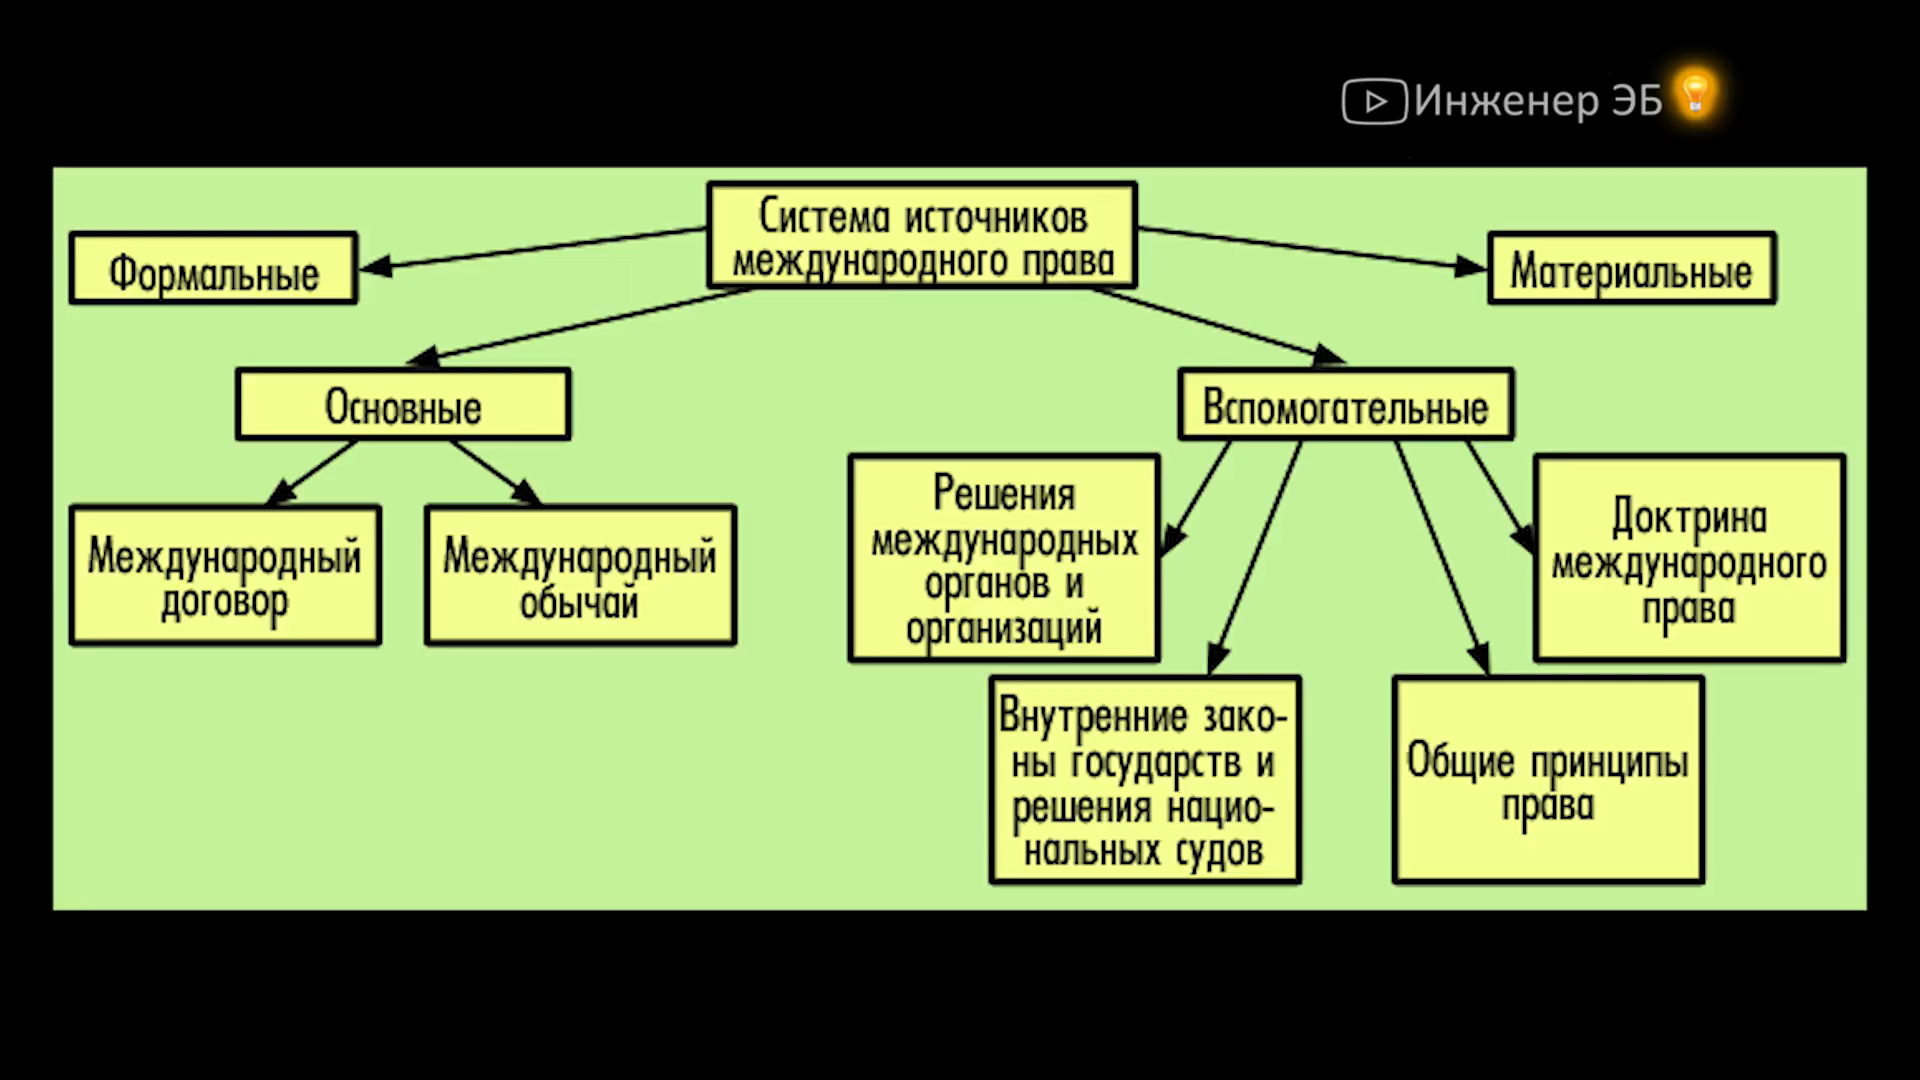 Инженер ЭБ
Система источников
международного права
Формальные
Материальные
Основные
Вспомогательные
Международный
договор
Международный
обычай
Решения
международных
органов и
организаций
Доктрина
международного
права
Внутренние зако-
ны государств и
решения нацио-
нальных судов
Общие принципы
права